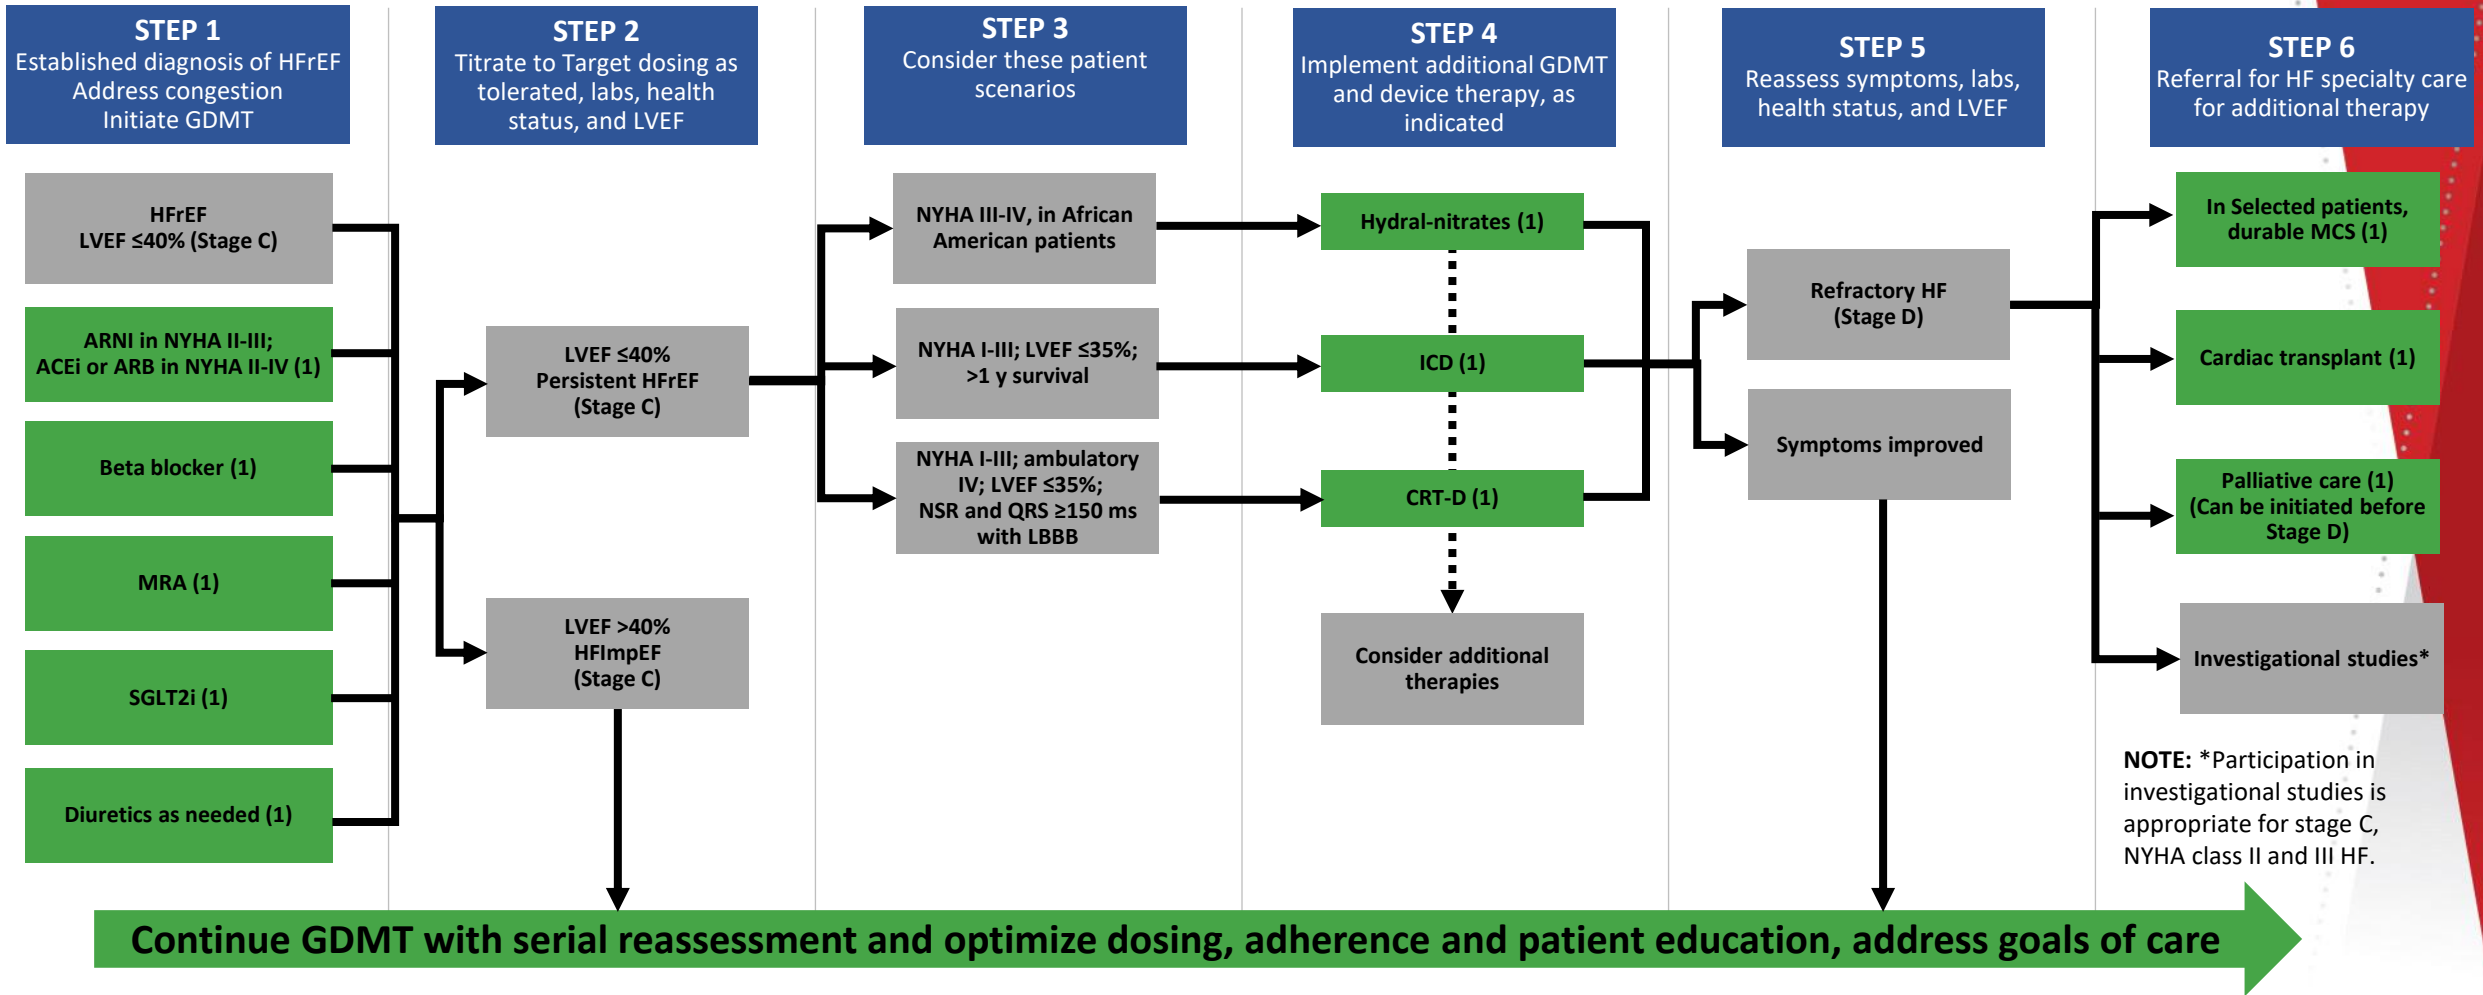 STEP 1
Established diagnosis of HFrEF
Address congestion
Initiate GDMT
STEP 2
Titrate to Target dosing as
tolerated, labs, health
status, and LVEF
STEP 3
Consider these patient
scenarios
STEP 4
Implement additional GDMT
and device therapy, as
indicated
STEP 5
Reassess symptoms, labs,
health status, and LVEF
STEP 6
Referral for HF specialty care
for additional therapy
HFrEF
LVEF ≤40% (Stage C)
ARNI in NYHA II-III;
ACEi or ARB in NYHA II-IV (1)
Beta blocker (1)
MRA (1)
SGLT2i (1)
Diuretics as needed (1)
LVEF ≤40%
Persistent HFrEF
(Stage C)
LVEF >40%
HFImpEF
(Stage C)
NYHA III-IV, in African
American patients
NYHA I-III; LVEF ≤35%;
>1 y survival
NYHA I-III; ambulatory
IV; LVEF ≤35%;
NSR and QRS ≥150 ms
with LBBB
Hydral-nitrates (1)
ICD (1)
CRT-D (1)
Consider additional
therapies
Refractory HF
(Stage D)
Symptoms improved
In Selected patients,
durable MCS (1)
Cardiac transplant (1)
Palliative care (1)
(Can be initiated before
Stage D)
Investigational studies*
NOTE: *Participation in
investigational studies is
appropriate for stage C,
NYHA class II and III HF.
Continue GDMT with serial reassessment and optimize dosing, adherence and patient education, address goals of care